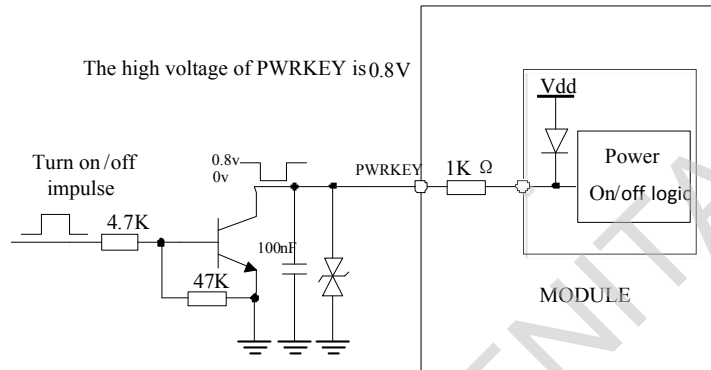 The high voltage of PWRKEY is 0.8V
Vdd
Power
On/off logic
Turn on/off
impulse
0.8v
0v
PWRKEY
1K Ω
4.7K
100nF
47K
MODULE